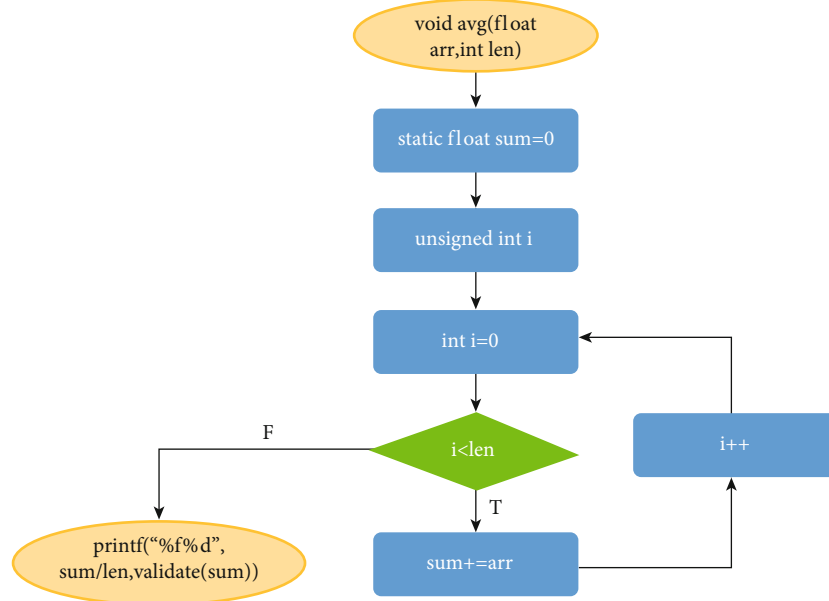 void avg(float
arr,int len)
static float sum=0
unsigned int i
int i=0
i<len
F
T
i++
sum+=arr
printf(“%f%d”,
sum/len,validate(sum))